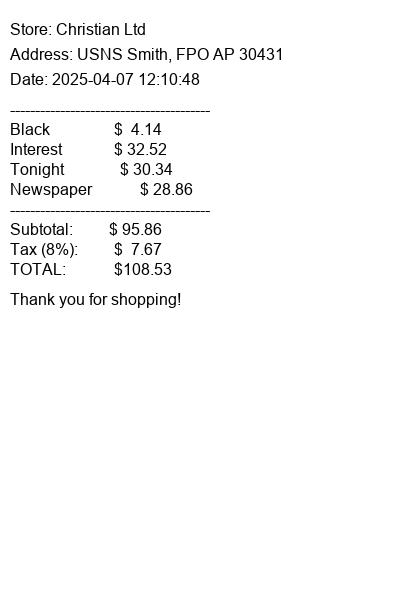 Store: Christian Ltd
Address: USNS Smith, FPO AP 30431
Date: 2025-04-07 12:10:48
----------------------------------------
Black $ 4.14
Interest $ 32.52
Tonight $ 30.34
Newspaper $ 28.86
----------------------------------------
Subtotal: $ 95.86
Tax (8%): $ 7.67
TOTAL: $108.53
Thank you for shopping!